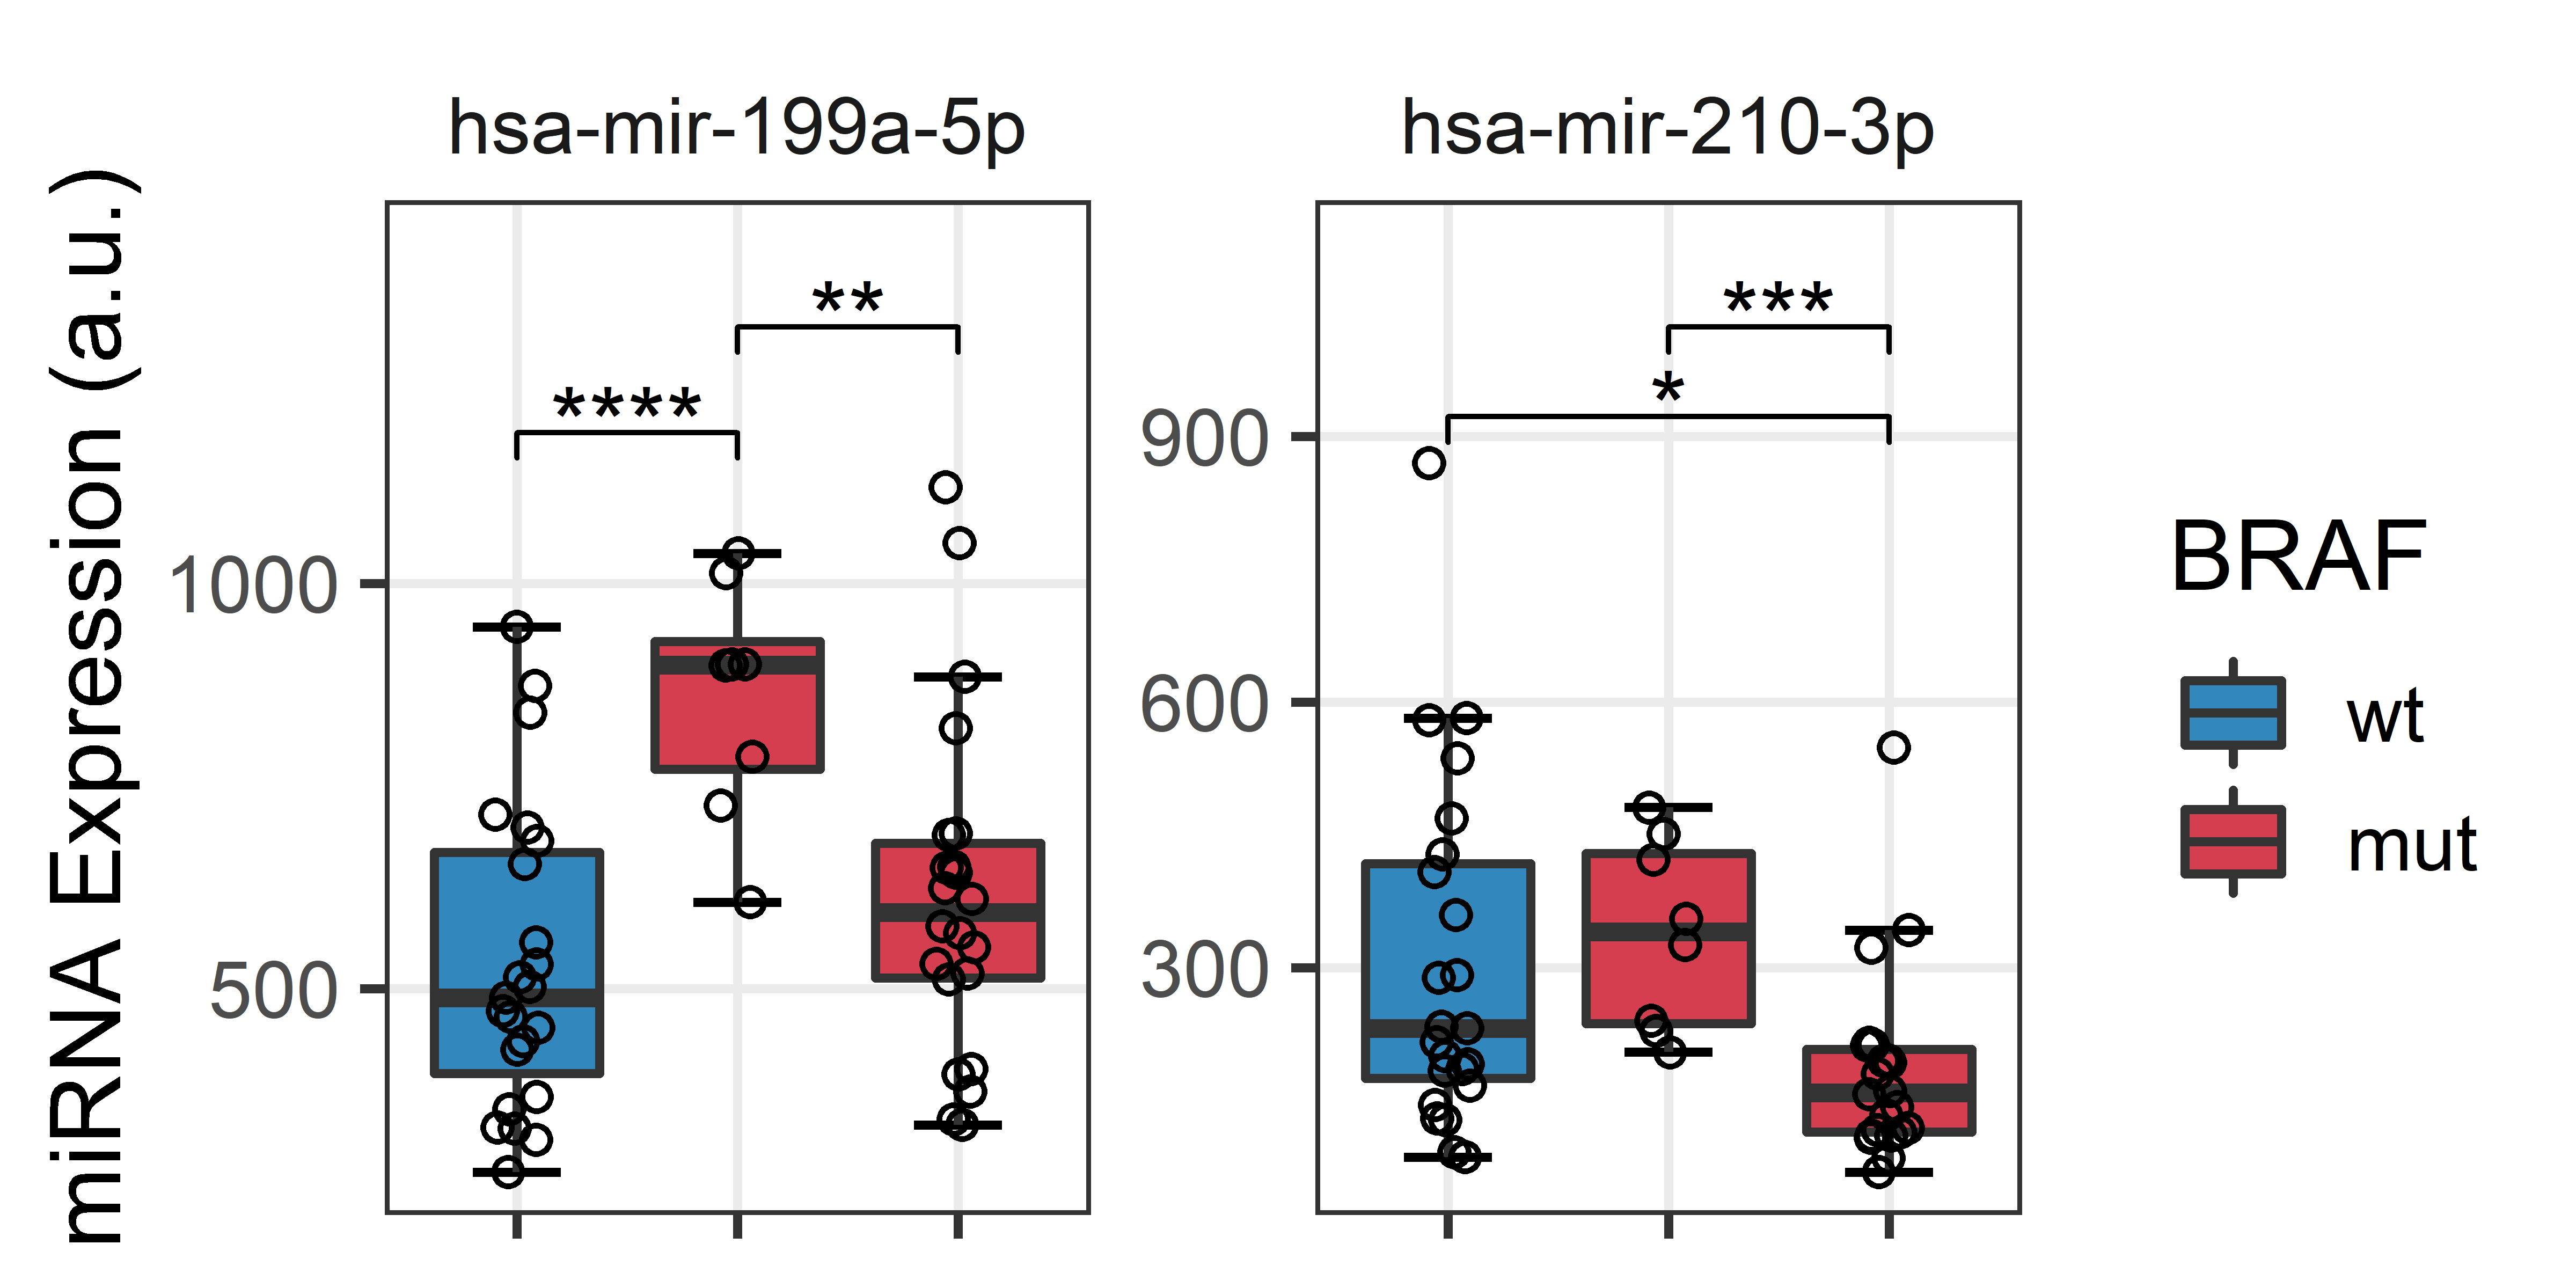 hsa-mir-199a-5p
hsa-mir-210-3p
miRNA Expression (a.u.)
1000
500
****
**
900
600
300
***
*
BRAF
wt
mut